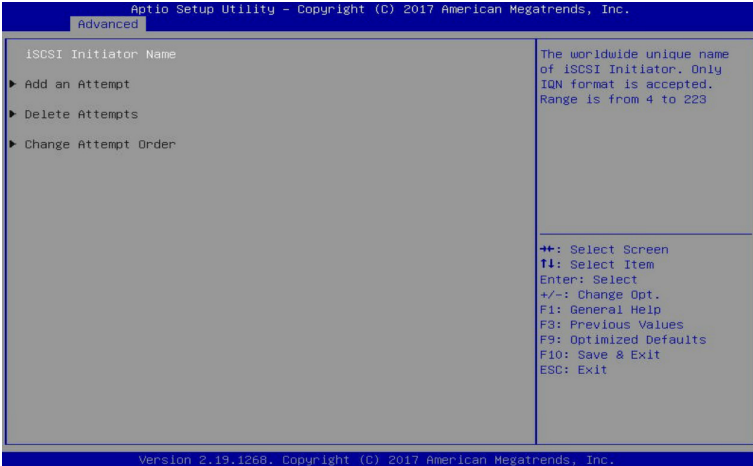 Aptio Setup Utility – Copyright (C) 2017 American Megatrends, Inc.
Advanced
iSCSI Initiator Name
▶ Add an Attempt
▶ Delete Attempts
▶ Change Attempt Order
The worldwide unique name
of iSCSI Initiator. Only
IQN format is accepted.
Range is from 4 to 223
→←: Select Screen
↑↓: Select Item
Enter: Select
+/-: Change Opt.
F1: General Help
F3: Previous Values
F9: Optimized Defaults
F10: Save & Exit
ESC: Exit
Version 2.19.1268. Copyright (C) 2017 American Megatrends, Inc.